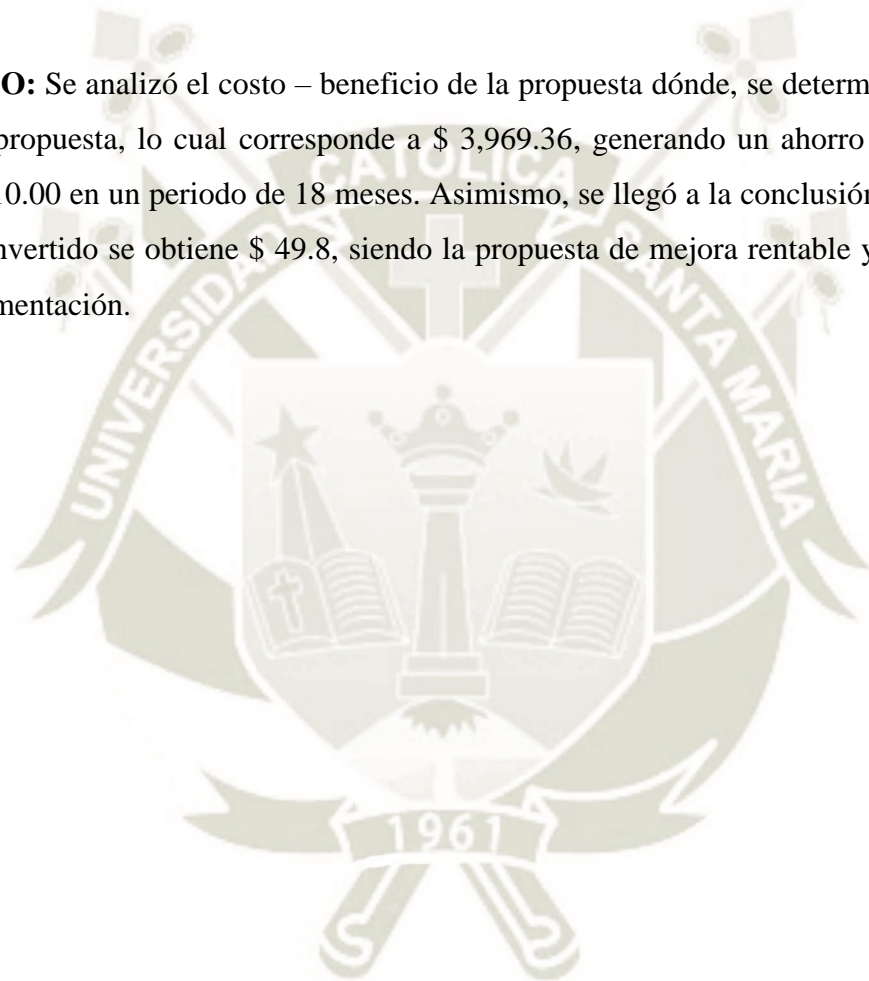 O: Se analizó el costo – beneficio de la propuesta dónde, se determ
propuesta, lo cual corresponde a $ 3,969.36, generando un ahorro
10.00 en un periodo de 18 meses. Asimismo, se llegó a la conclusión
nvertido se obtiene $ 49.8, siendo la propuesta de mejora rentable y
mentación.
UNIVERSIDAD CATOLICA SANTA MARIA
1961